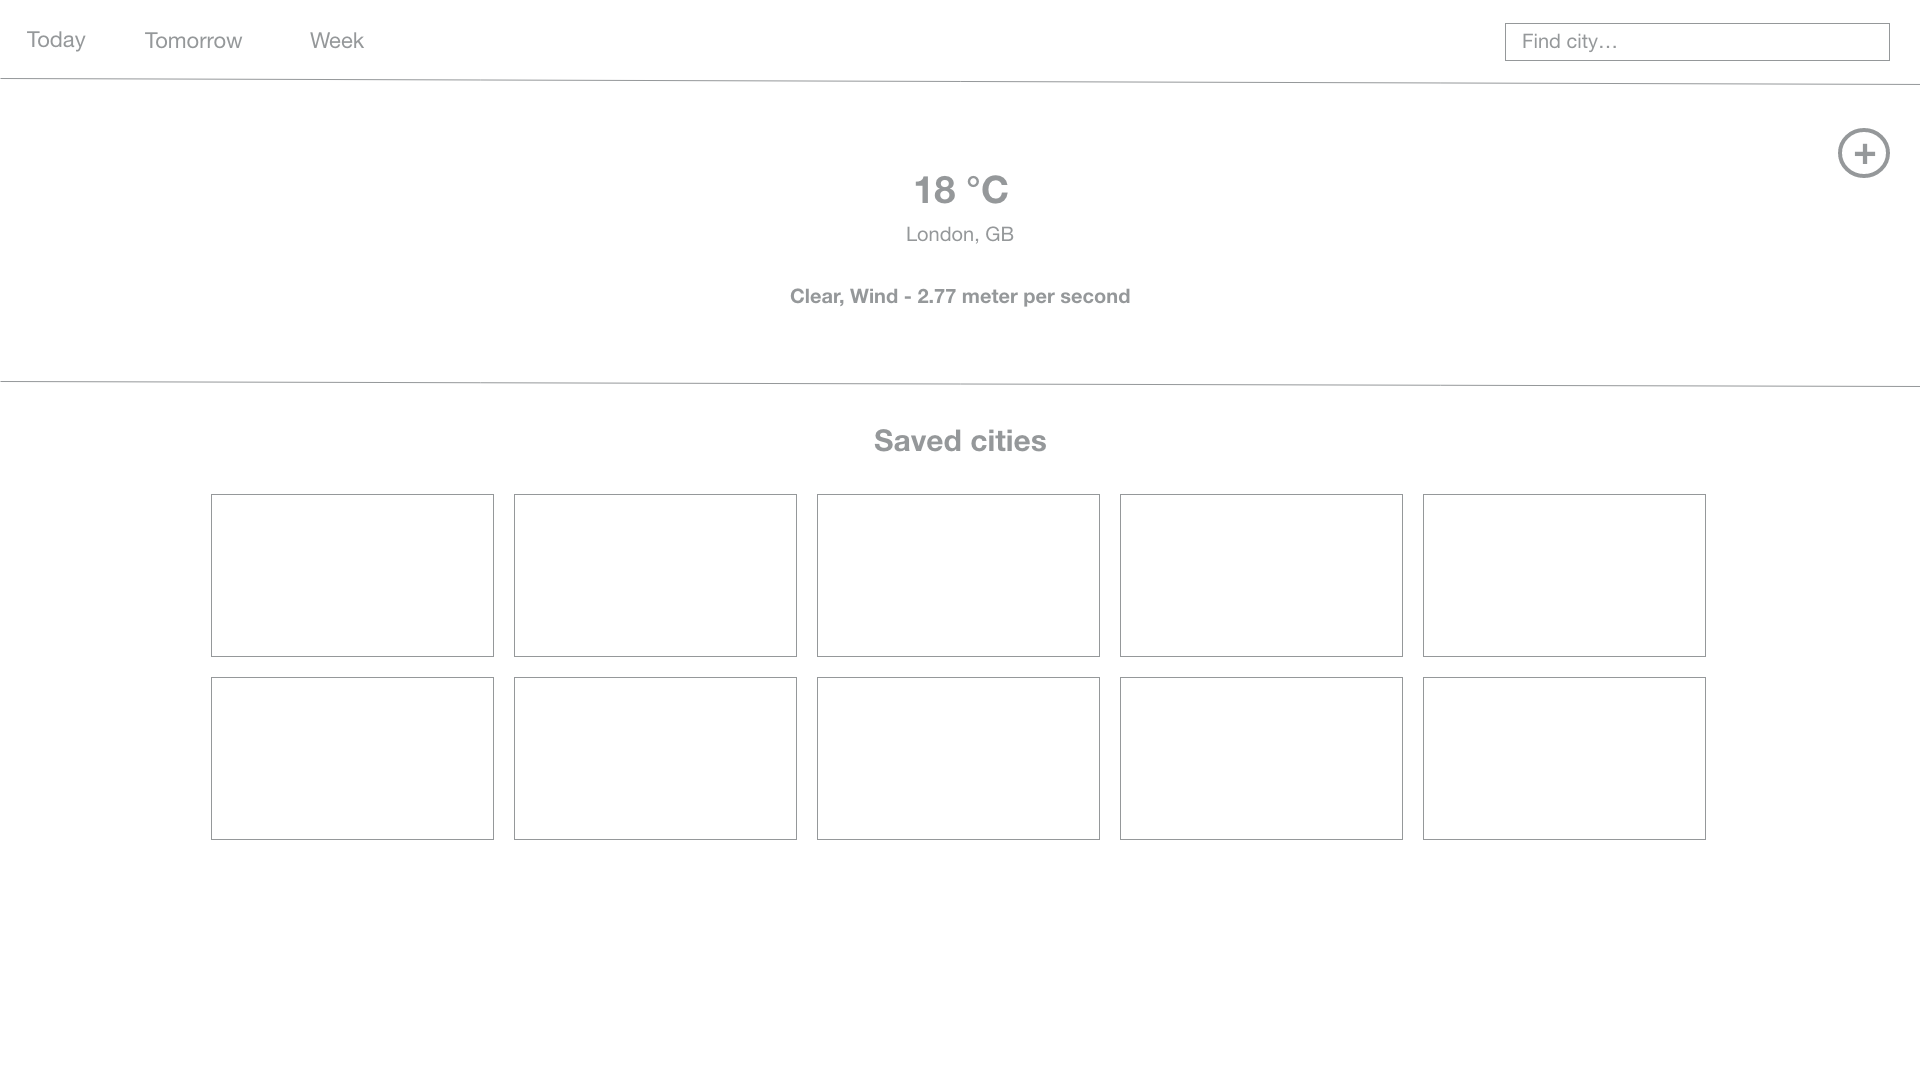 Today Tomorrow Week Find city…
+
18 °C
London, GB
Clear, Wind - 2.77 meter per second
Saved cities